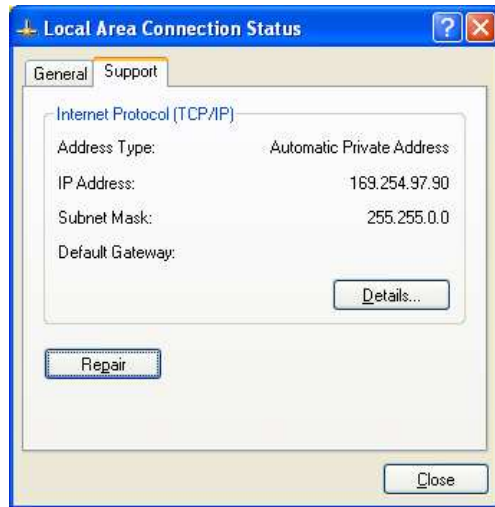 Local Area Connection Status
General Support
Internet Protocol (TCP/IP)
Address Type: Automatic Private Address
IP Address: 169.254.97.90
Subnet Mask: 255.255.0.0
Default Gateway:
Details...
Repair
Close